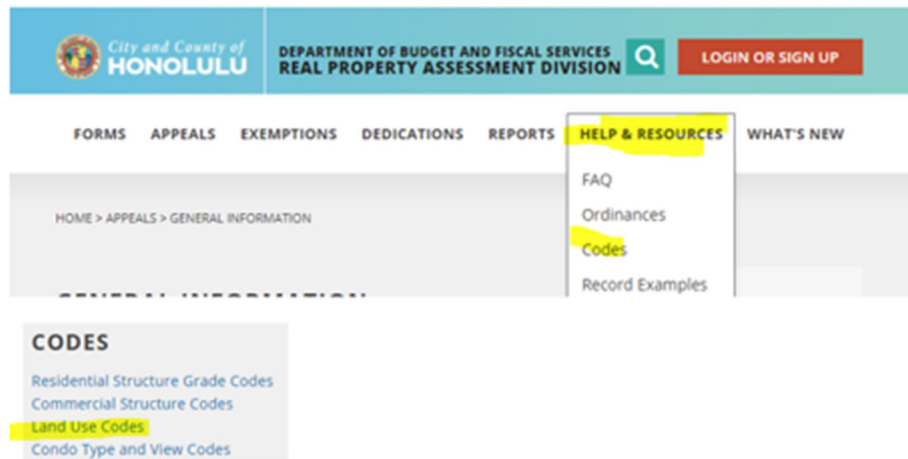 City and County of
HONOLULU
DEPARTMENT OF BUDGET AND FISCAL SERVICES
REAL PROPERTY ASSESSMENT DIVISION
LOGIN OR SIGN UP
FORMS APPEALS EXEMPTIONS DEDICATIONS REPORTS HELP & RESOURCES WHAT'S NEW
FAQ
Ordinances
Codes
Record Examples
HOME > APPEALS > GENERAL INFORMATION
GENERAL INFORMATION
CODES
Residential Structure Grade Codes
Commercial Structure Codes
Land Use Codes
Condo Type and View Codes